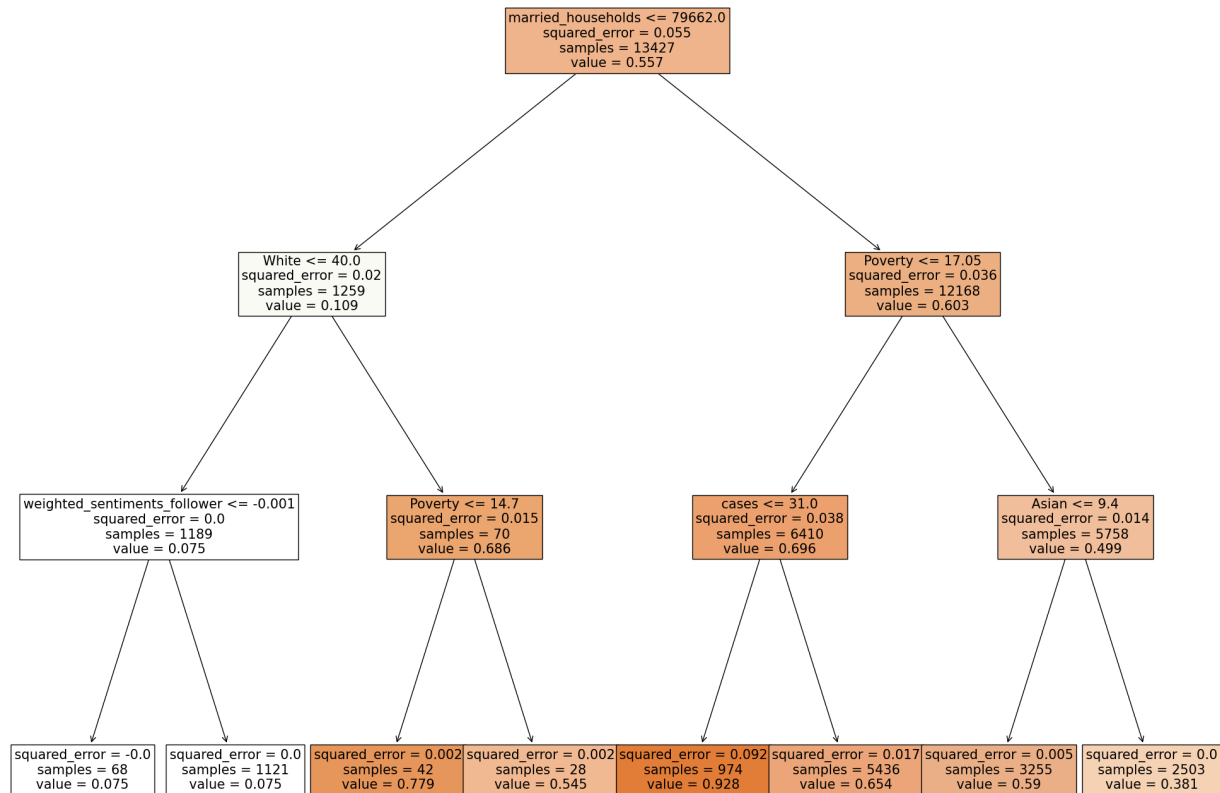 married_households <= 79662.0
squared_error = 0.055
samples = 13427
value = 0.557
White <= 40.0
squared_error = 0.02
samples = 1259
value = 0.109
Poverty <= 17.05
squared_error = 0.036
samples = 12168
value = 0.603
weighted_sentiments_follower <= -0.001
squared_error = 0.0
samples = 1189
value = 0.075
Poverty <= 14.7
squared_error = 0.015
samples = 70
value = 0.686
cases <= 31.0
squared_error = 0.038
samples = 6410
value = 0.696
Asian <= 9.4
squared_error = 0.014
samples = 5758
value = 0.499
squared_error = -0.0
samples = 68
value = 0.075
squared_error = 0.0
samples = 1121
value = 0.075
squared_error = 0.002
samples = 42
value = 0.779
squared_error = 0.002
samples = 28
value = 0.545
squared_error = 0.092
samples = 974
value = 0.928
squared_error = 0.017
samples = 5436
value = 0.654
squared_error = 0.005
samples = 3255
value = 0.59
squared_error = 0.0
samples = 2503
value = 0.381